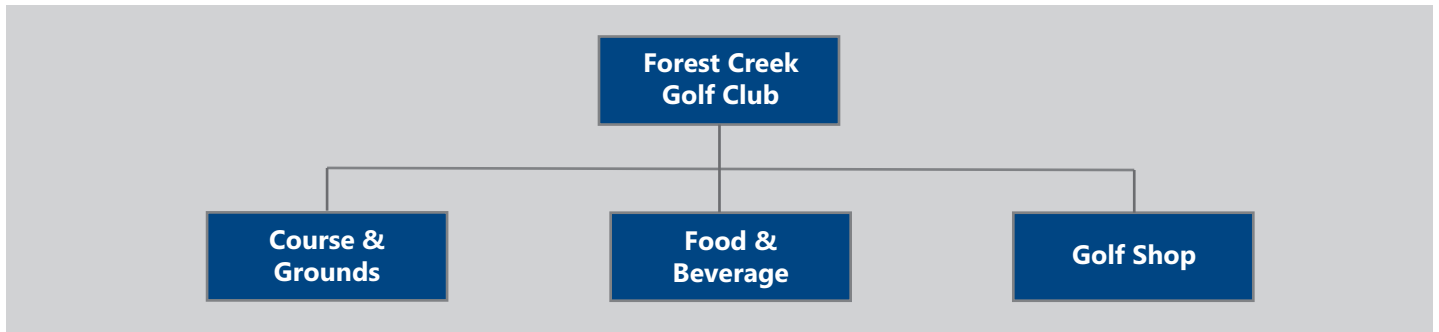 Forest Creek
Golf Club
Course &
Grounds
Food &
Beverage
Golf Shop